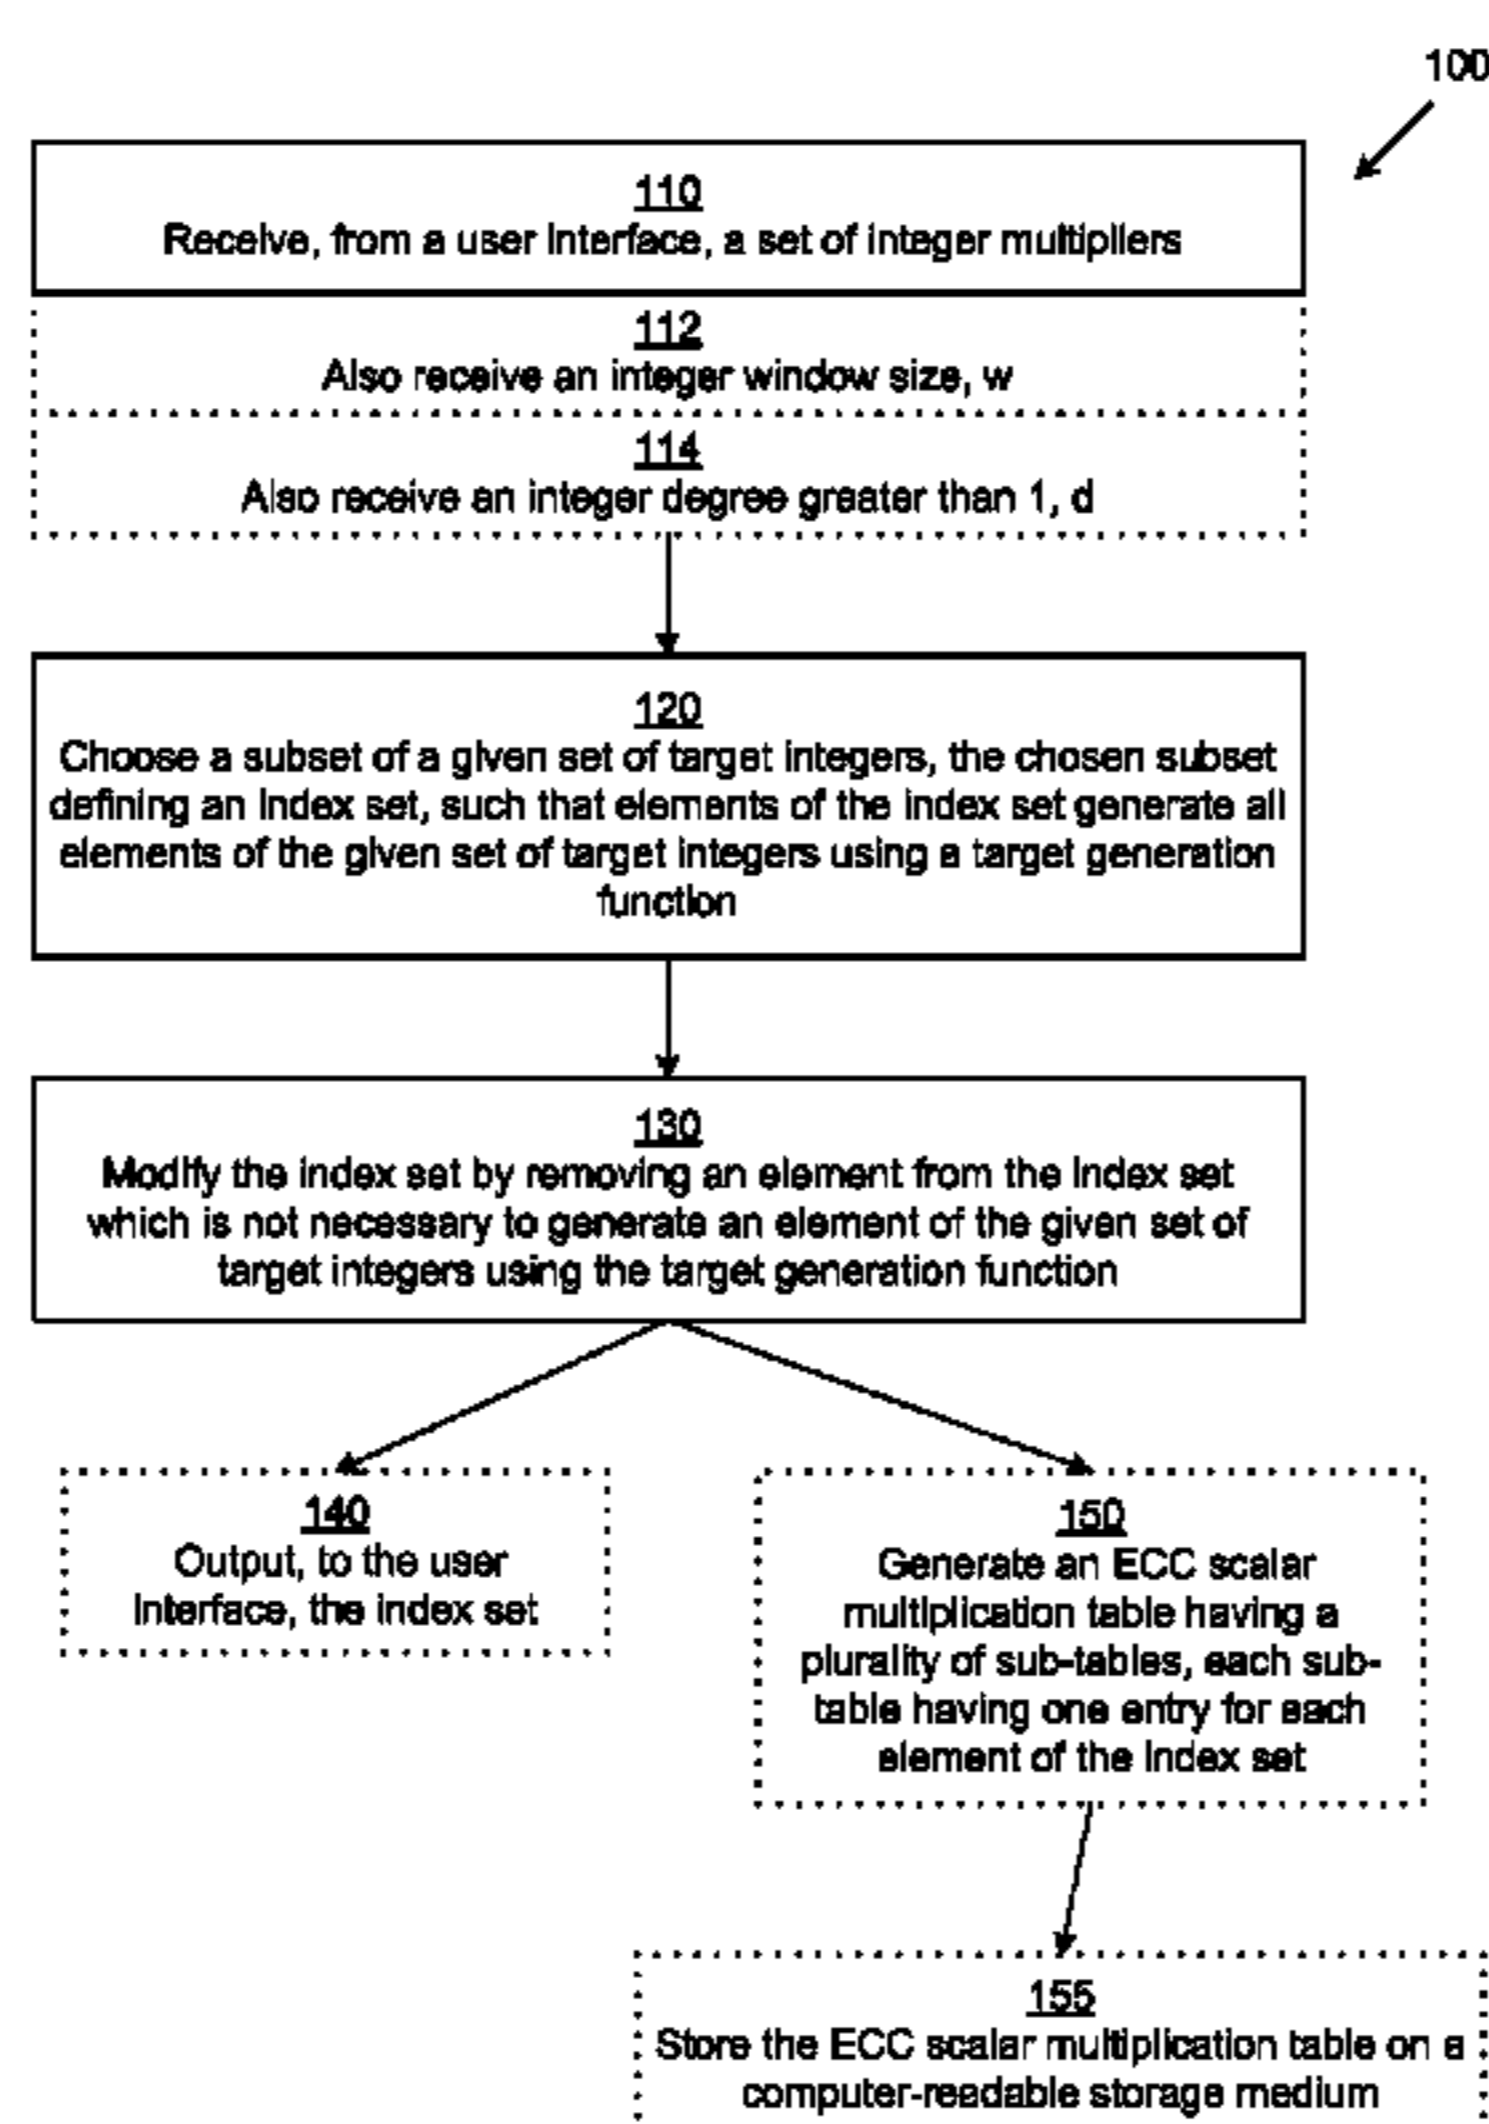 100
110
Receive, from a user interface, a set of integer multipliers
112
Also receive an integer window size, w
114
Also receive an integer degree greater than 1, d
120
Choose a subset of a given set of target integers, the chosen subset
defining an index set, such that elements of the index set generate all
elements of the given set of target integers using a target generation
function
130
Modify the index set by removing an element from the index set
which is not necessary to generate an element of the given set of
target integers using the target generation function
140
Output, to the user
interface, the index set
150
Generate an ECC scalar
multiplication table having a
plurality of sub-tables, each sub-
table having one entry for each
element of the index set
155
Store the ECC scalar multiplication table on a
computer-readable storage medium